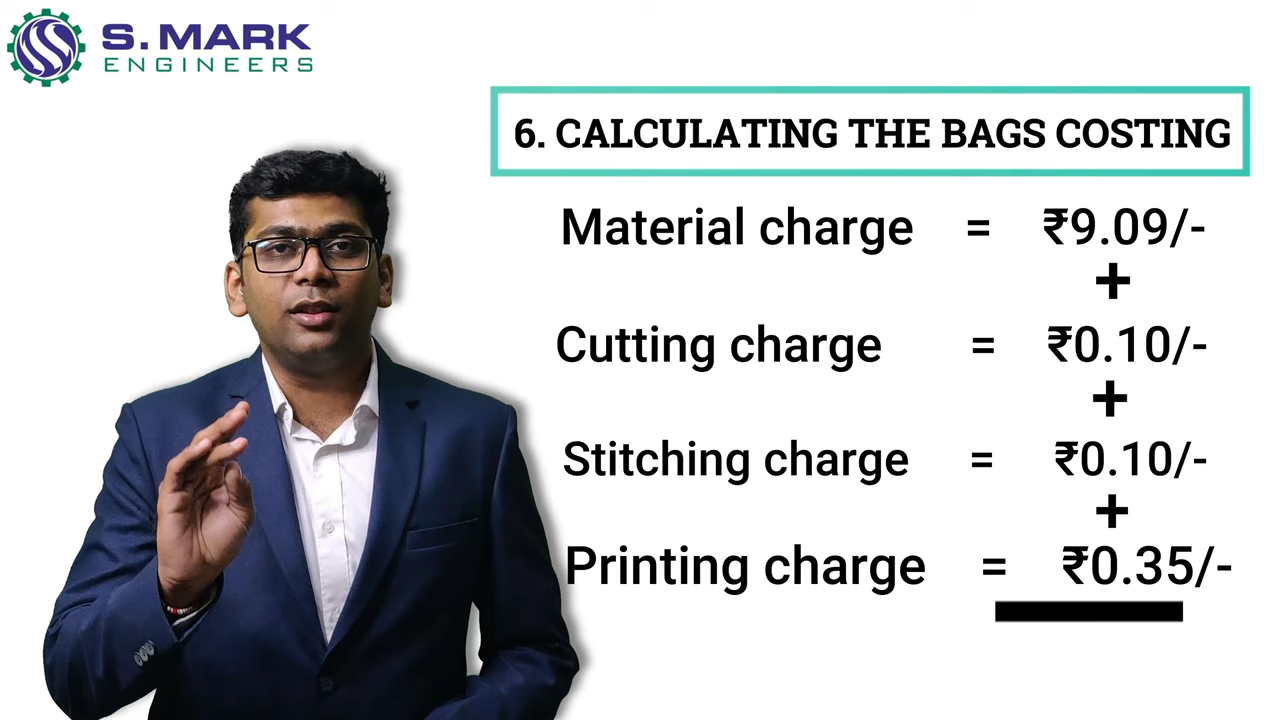 S. MARK
ENGINEERS
6. CALCULATING THE BAGS COSTING
Material charge = ₹9.09/-
+
Cutting charge = ₹0.10/-
+
Stitching charge = ₹0.10/-
+
Printing charge = ₹0.35/-